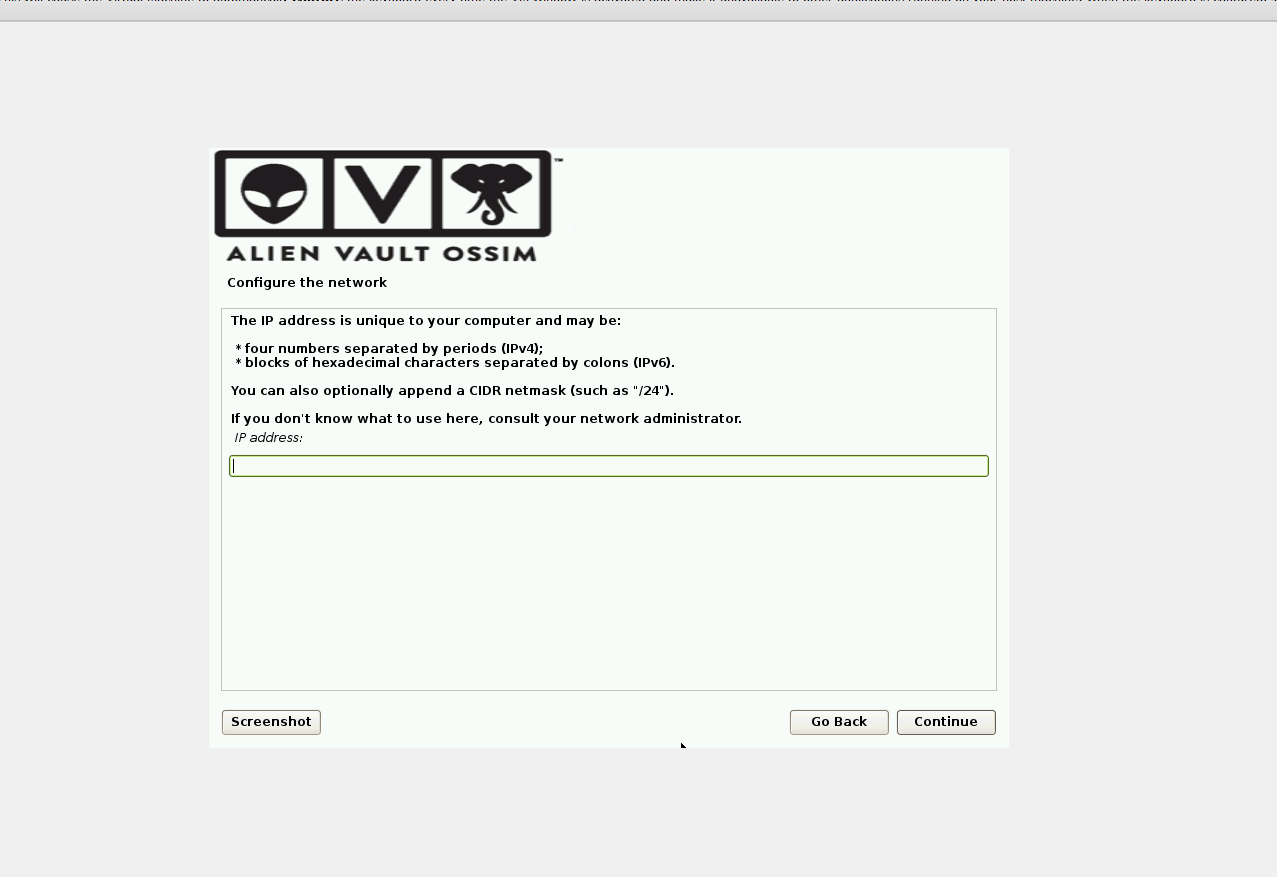 ™
ALIEN VAULT OSSIM
Configure the network
The IP address is unique to your computer and may be:
* four numbers separated by periods (IPv4);
* blocks of hexadecimal characters separated by colons (IPv6).
You can also optionally append a CIDR netmask (such as "/24").
If you don't know what to use here, consult your network administrator.
IP address:
Screenshot
Go Back
Continue